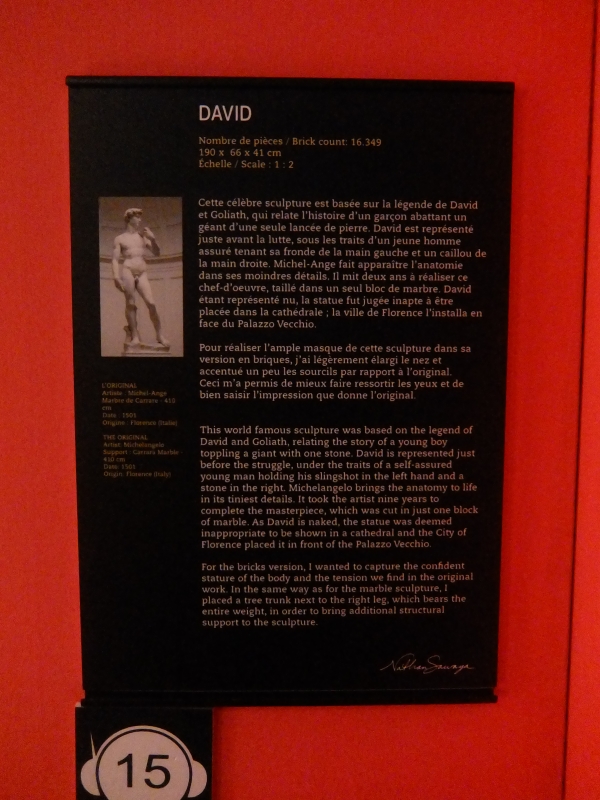 DAVID
Nombre de pièces / Brick count: 16.349
190 x 66 x 41 cm
Échelle / Scale : 1 : 2
Cette célèbre sculpture est basée sur la légende de David
et Goliath, qui relate l'histoire d'un garçon abattant un
géant d'une seule lancée de pierre. David est représenté
juste avant la lutte, sous les traits d'un jeune homme
assuré tenant sa fronde de la main gauche et un caillou de
la main droite. Michel-Ange fait apparaître l'anatomie
dans ses moindres détails. Il mit deux ans à réaliser ce
chef-d'oeuvre, taillé dans un seul bloc de marbre. David
étant représenté nu, la statue fut jugée inapte à être
placée dans la cathédrale ; la ville de Florence l'installa en
face du Palazzo Vecchio.
Pour réaliser l'ample masque de cette sculpture dans sa
version en briques, j'ai légèrement élargi le nez et
accentué un peu les sourcils par rapport à l'original.
Ceci m'a permis de mieux faire ressortir les yeux et de
bien saisir l'impression que donne l'original.
L'ORIGINAL
Artiste : Michel-Ange
Marbre de Carrare : 410
cm
Date : 1501
Origine : Florence (Italie)
THE ORIGINAL
Artist: Michelangelo
Support : Carrara Marble
410 cm
Date: 1501
Origin: Florence (Italy)
This world famous sculpture was based on the legend of
David and Goliath, relating the story of a young boy
toppling a giant with one stone. David is represented just
before the struggle, under the traits of a self-assured
young man holding his slingshot in the left hand and a
stone in the right. Michelangelo brings the anatomy to life
in its tiniest details. It took the artist nine years to
complete the masterpiece, which was cut in just one block
of marble. As David is naked, the statue was deemed
inappropriate to be shown in a cathedral and the City of
Florence placed it in front of the Palazzo Vecchio.
For the bricks version, I wanted to capture the confident
stature of the body and the tension we find in the original
work. In the same way as for the marble sculpture, I
placed a tree trunk next to the right leg, which bears the
entire weight, in order to bring additional structural
support to the sculpture.
Nathan Sawaya
15